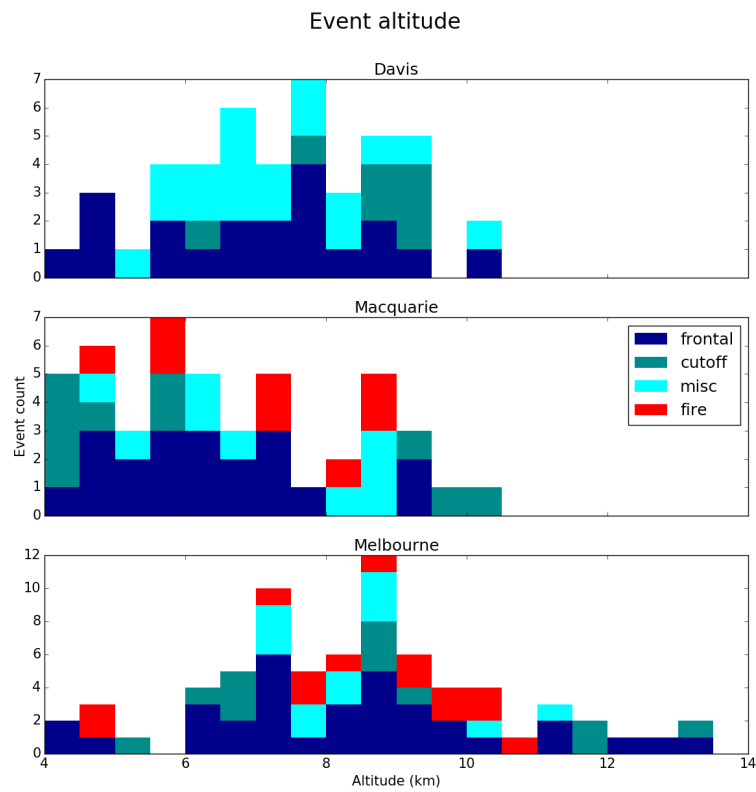 Event altitude
Davis
7
6
5
4
3
2
1
0
Macquarie
7
6
5
4
3
2
1
0
Event count
frontal
cutoff
misc
fire
Melbourne
12
10
8
6
4
2
0
4 6 8 10 12 14
Altitude (km)